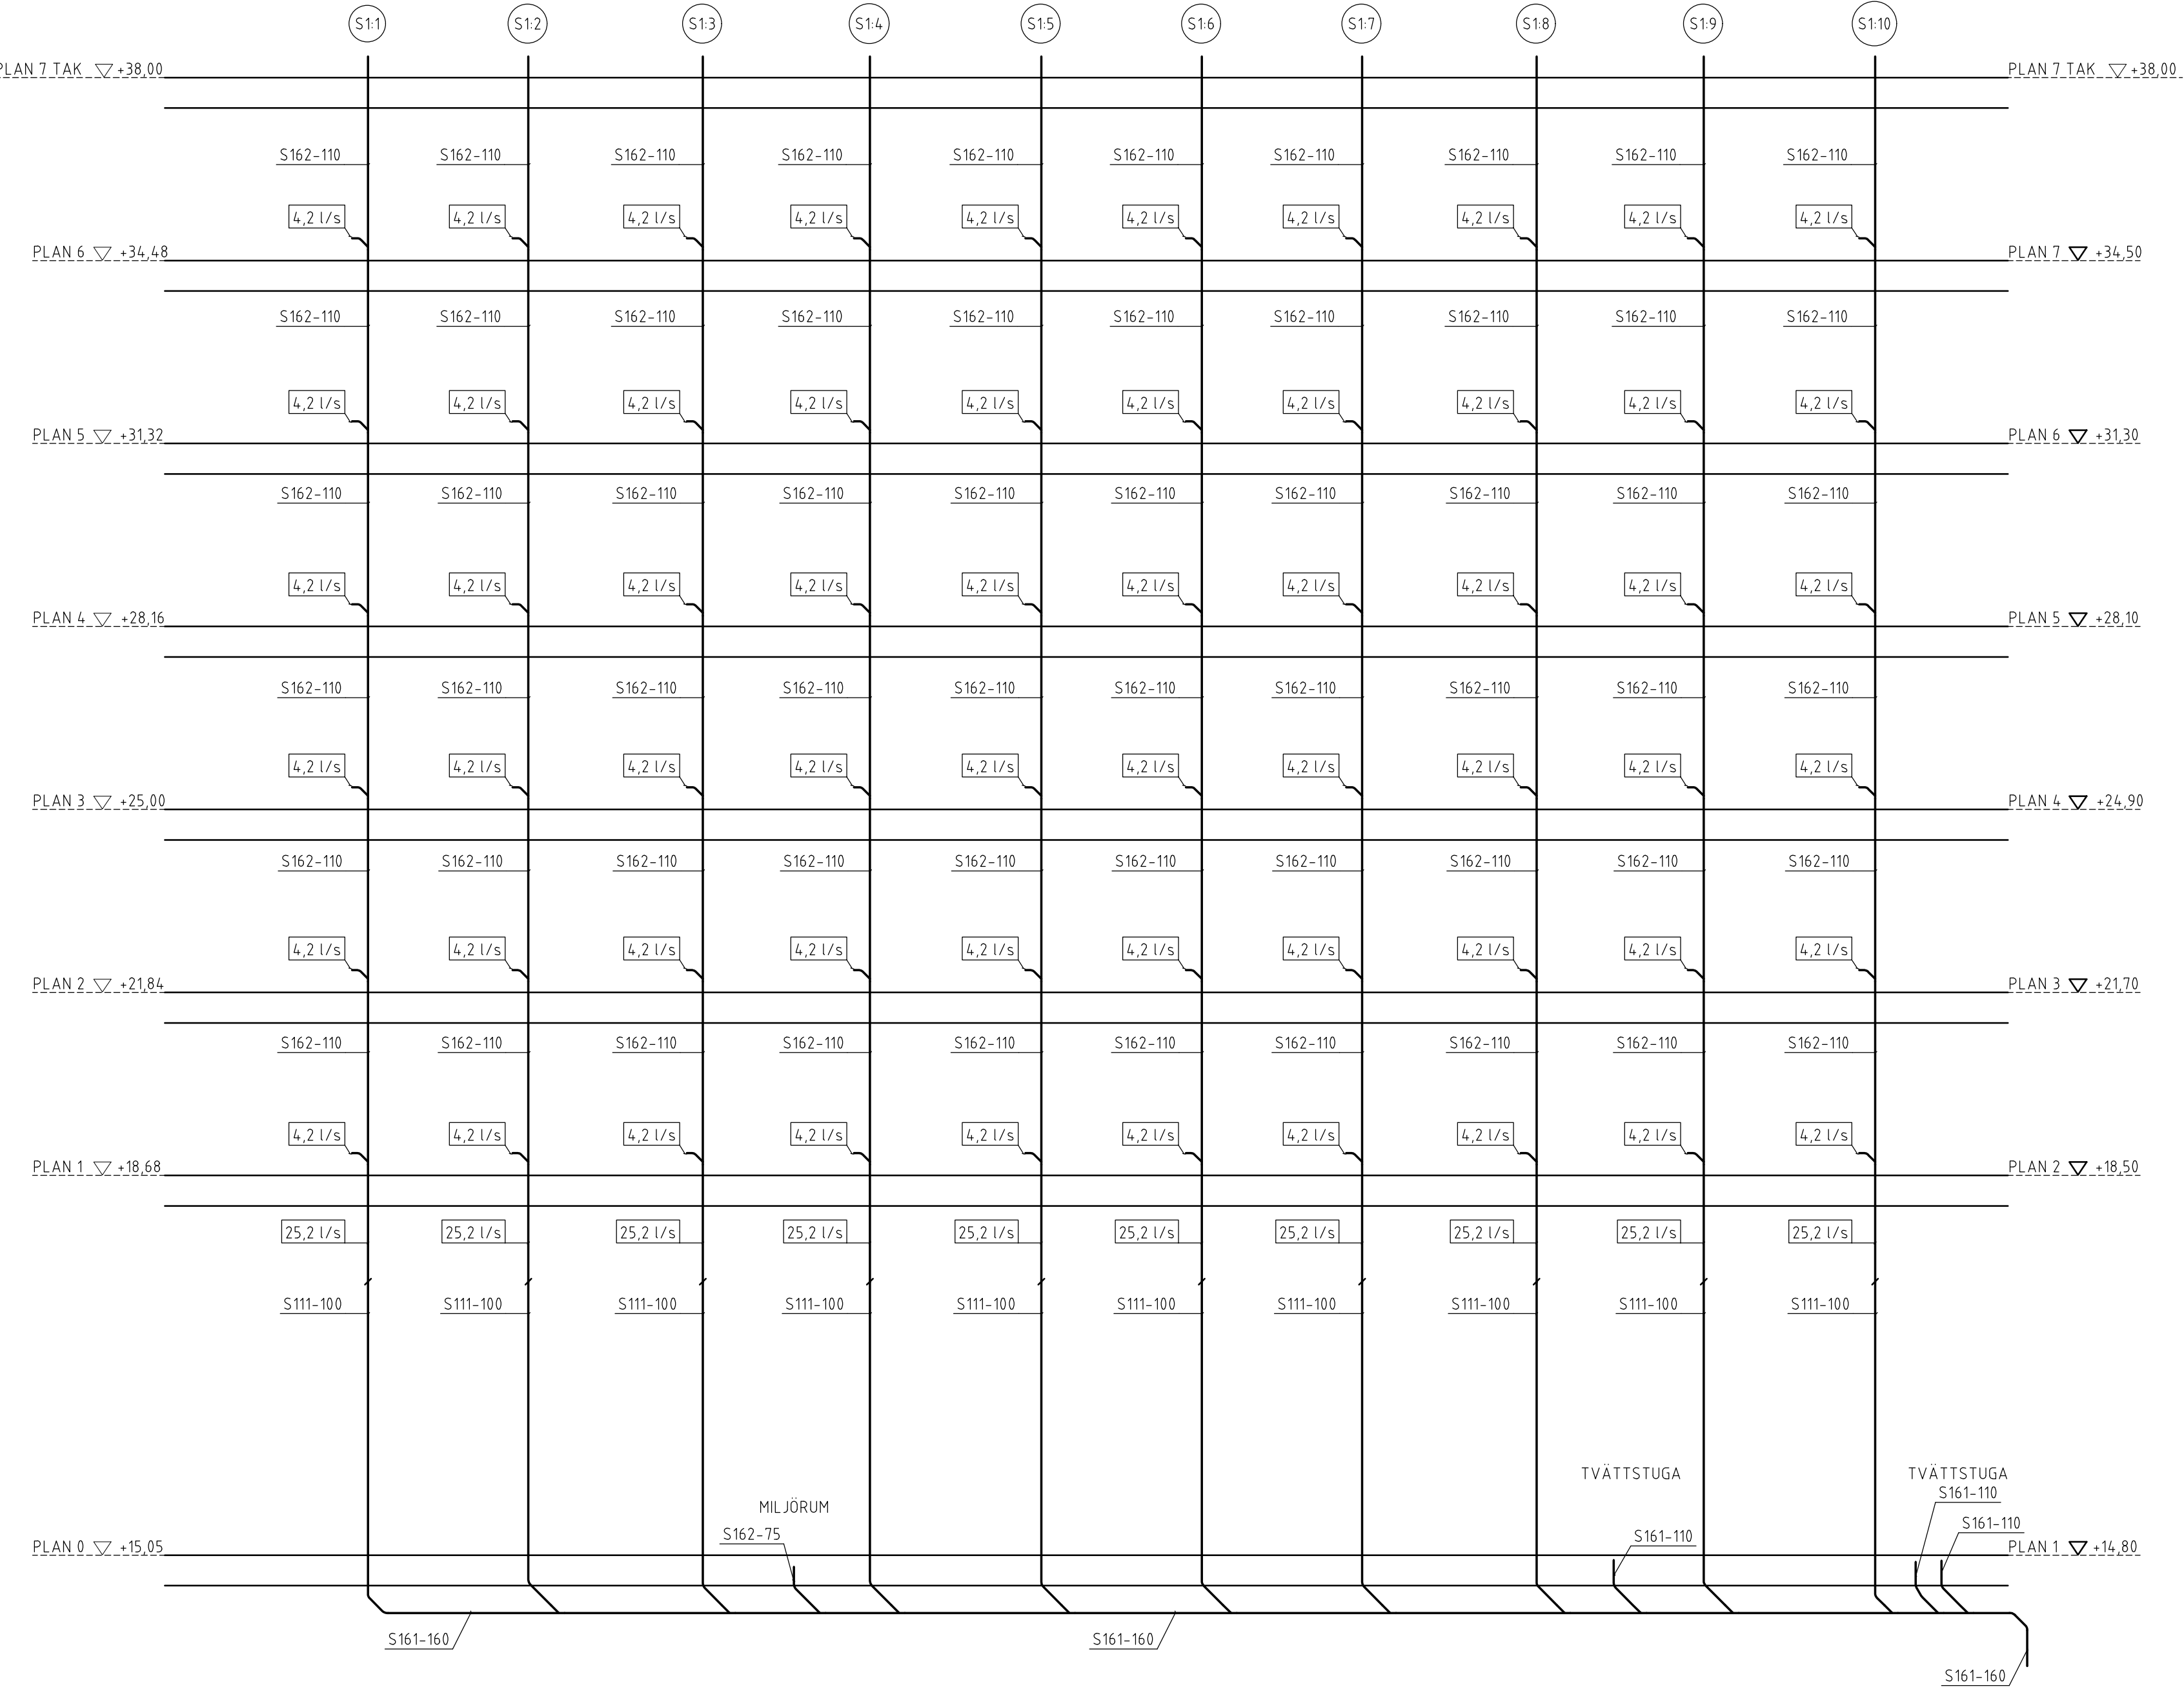 S1:1 S1:2 S1:3 S1:4 S1:5 S1:6 S1:7 S1:8 S1:9 S1:10
PLAN 7 TAK +38,00 PLAN 7 TAK +38,00
S162-110 S162-110 S162-110 S162-110 S162-110 S162-110 S162-110 S162-110 S162-110 S162-110
4,2 l/s 4,2 l/s 4,2 l/s 4,2 l/s 4,2 l/s 4,2 l/s 4,2 l/s 4,2 l/s 4,2 l/s 4,2 l/s
PLAN 6 +34,48 PLAN 7 +34,50
S162-110 S162-110 S162-110 S162-110 S162-110 S162-110 S162-110 S162-110 S162-110 S162-110
4,2 l/s 4,2 l/s 4,2 l/s 4,2 l/s 4,2 l/s 4,2 l/s 4,2 l/s 4,2 l/s 4,2 l/s 4,2 l/s
PLAN 5 +31,32 PLAN 6 +31,30
S162-110 S162-110 S162-110 S162-110 S162-110 S162-110 S162-110 S162-110 S162-110 S162-110
4,2 l/s 4,2 l/s 4,2 l/s 4,2 l/s 4,2 l/s 4,2 l/s 4,2 l/s 4,2 l/s 4,2 l/s 4,2 l/s
PLAN 4 +28,16 PLAN 5 +28,10
S162-110 S162-110 S162-110 S162-110 S162-110 S162-110 S162-110 S162-110 S162-110 S162-110
4,2 l/s 4,2 l/s 4,2 l/s 4,2 l/s 4,2 l/s 4,2 l/s 4,2 l/s 4,2 l/s 4,2 l/s 4,2 l/s
PLAN 3 +25,00 PLAN 4 +24,90
S162-110 S162-110 S162-110 S162-110 S162-110 S162-110 S162-110 S162-110 S162-110 S162-110
4,2 l/s 4,2 l/s 4,2 l/s 4,2 l/s 4,2 l/s 4,2 l/s 4,2 l/s 4,2 l/s 4,2 l/s 4,2 l/s
PLAN 2 +21,84 PLAN 3 +21,70
S162-110 S162-110 S162-110 S162-110 S162-110 S162-110 S162-110 S162-110 S162-110 S162-110
4,2 l/s 4,2 l/s 4,2 l/s 4,2 l/s 4,2 l/s 4,2 l/s 4,2 l/s 4,2 l/s 4,2 l/s 4,2 l/s
PLAN 1 +18,68 PLAN 2 +18,50
25,2 l/s 25,2 l/s 25,2 l/s 25,2 l/s 25,2 l/s 25,2 l/s 25,2 l/s 25,2 l/s 25,2 l/s 25,2 l/s
S111-100 S111-100 S111-100 S111-100 S111-100 S111-100 S111-100 S111-100 S111-100 S111-100
TVÄTTSTUGA TVÄTTSTUGA
S161-110
MILJÖRUM
S161-110
S162-75 S161-110
PLAN 0 +15,05 PLAN 1 +14,80
S161-160 S161-160
S161-160